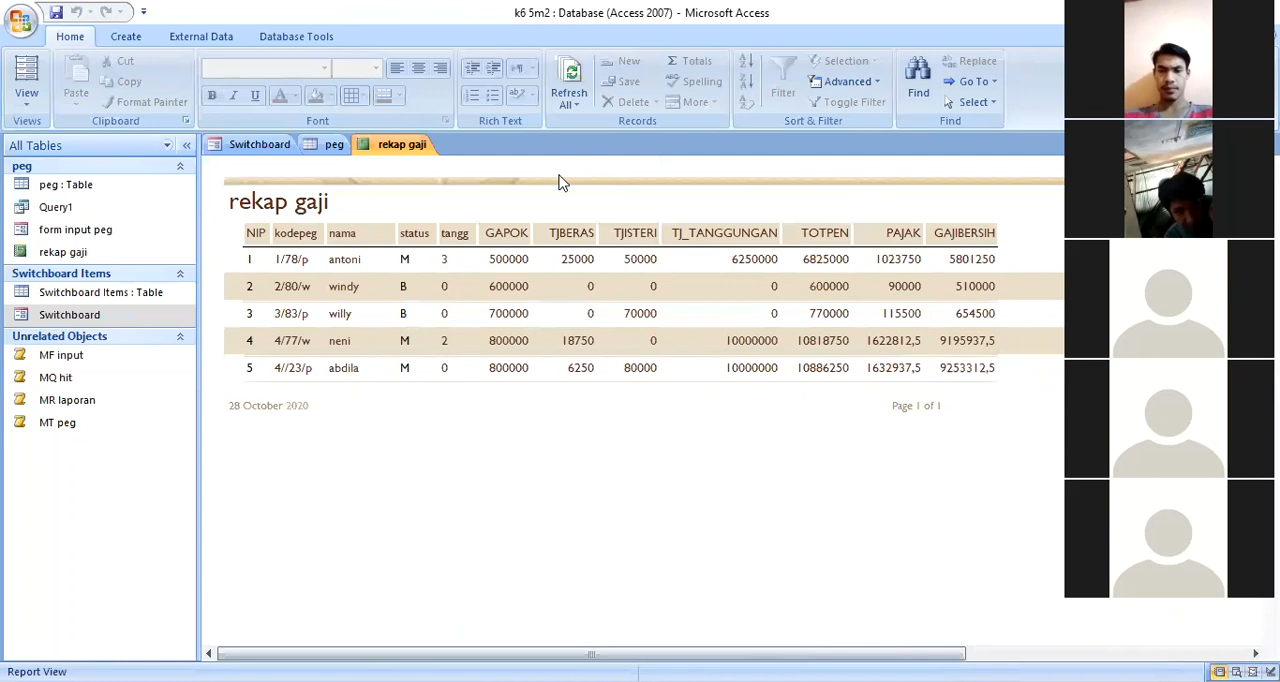 k6 5m2 : Database (Access 2007) - Microsoft Access
Home Create External Data Database Tools
View
Views
Paste
Cut
Copy
Format Painter
Clipboard
B I U A
Font
Rich Text
Refresh All
New
Save
Delete
Totals
Spelling
More
Records
Filter
Selection
Advanced
Toggle Filter
Sort & Filter
Find
Replace
Go To
Select
Find
All Tables
peg
peg : Table
Query1
form input peg
rekap gaji
Switchboard Items
Switchboard Items : Table
Switchboard
Unrelated Objects
MF input
MQ hit
MR laporan
MT peg
Switchboard peg rekap gaji
rekap gaji
NIP kodepeg nama status tangg GAPOK TJBERAS TJISTERI TJ_TANGGUNGAN TOTPEN PAJAK GAJIBERSIH
1 1/78/p antoni M 3 500000 25000 50000 6250000 6825000 1023750 5801250
2 2/80/w windy B 0 600000 0 0 0 600000 90000 510000
3 3/83/p willy B 0 700000 0 70000 0 770000 115500 654500
4 4/77/w neni M 2 800000 18750 0 10000000 10818750 1622812,5 9195937,5
5 4//23/p abdila M 0 800000 6250 80000 10000000 10886250 1632937,5 9253312,5
28 October 2020 Page 1 of 1
Report View